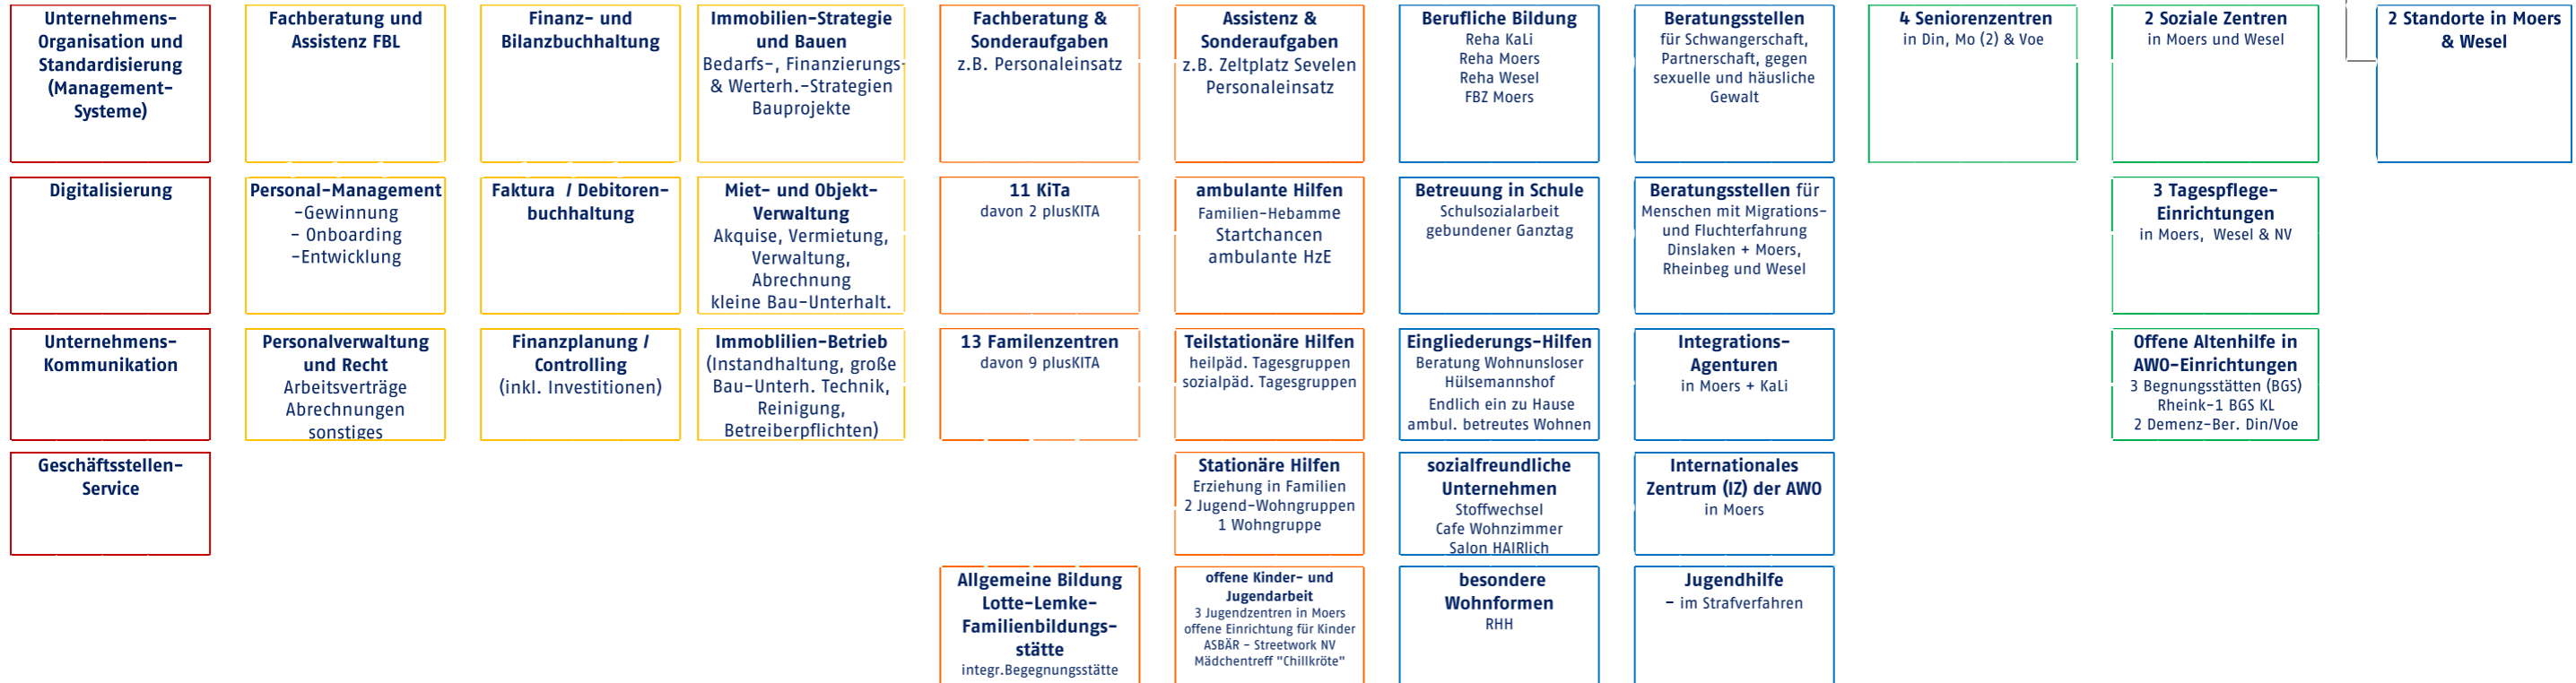 Unternehmens-
Organisation und
Standardisierung
(Management-
Systeme)
Fachberatung und
Assistenz FBL
Finanz- und
Bilanzbuchhaltung
Immobilien-Strategie
und Bauen
Bedarfs-, Finanzierungs-
& Werterh.-Strategien
Bauprojekte
Fachberatung &
Sonderaufgaben
z.B. Personaleinsatz
Assistenz &
Sonderaufgaben
z.B. Zeltplatz Sevelen
Personaleinsatz
Berufliche Bildung
Reha KaLi
Reha Moers
Reha Wesel
FBZ Moers
Beratungsstellen
für Schwangerschaft,
Partnerschaft, gegen
sexuelle und häusliche
Gewalt
4 Seniorenzentren
in Din, Mo (2) & Voe
2 Soziale Zentren
in Moers und Wesel
2 Standorte in Moers
& Wesel
Digitalisierung
Personal-Management
-Gewinnung
- Onboarding
-Entwicklung
Faktura / Debitoren-
buchhaltung
Miet- und Objekt-
Verwaltung
Akquise, Vermietung,
Verwaltung,
Abrechnung
kleine Bau-Unterhalt.
11 KiTa
davon 2 plusKITA
ambulante Hilfen
Familien-Hebamme
Startchancen
ambulante HzE
Betreuung in Schule
Schulsozialarbeit
gebundener Ganztag
Beratungsstellen für
Menschen mit Migrations-
und Fluchterfahrung
Dinslaken + Moers,
Rheinbeg und Wesel
3 Tagespflege-
Einrichtungen
in Moers, Wesel & NV
Unternehmens-
Kommunikation
Personalverwaltung
und Recht
Arbeitsverträge
Abrechnungen
sonstiges
Finanzplanung /
Controlling
(inkl. Investitionen)
Immoblilien-Betrieb
(Instandhaltung, große
Bau-Unterh. Technik,
Reinigung,
Betreiberpflichten)
13 Familenzentren
davon 9 plusKITA
Teilstationäre Hilfen
heilpäd. Tagesgruppen
sozialpäd. Tagesgruppen
Eingliederungs-Hilfen
Beratung Wohnunsloser
Hülsemannshof
Endlich ein zu Hause
ambul. betreutes Wohnen
Integrations-
Agenturen
in Moers + KaLi
Offene Altenhilfe in
AWO-Einrichtungen
3 Begnungsstätten (BGS)
Rheink-1 BGS KL
2 Demenz-Ber. Din/Voe
Geschäftsstellen-
Service
Stationäre Hilfen
Erziehung in Familien
2 Jugend-Wohngruppen
1 Wohngruppe
sozialfreundliche
Unternehmen
Stoffwechsel
Cafe Wohnzimmer
Salon HAIRlich
Internationales
Zentrum (IZ) der AWO
in Moers
Allgemeine Bildung
Lotte-Lemke-
Familienbildungs-
stätte
integr.Begegnungsstätte
offene Kinder- und
Jugendarbeit
3 Jugendzentren in Moers
offene Einrichtung für Kinder
ASBÄR - Streetwork NV
Mädchentreff "Chillkröte"
besondere
Wohnformen
RHH
Jugendhilfe
- im Strafverfahren